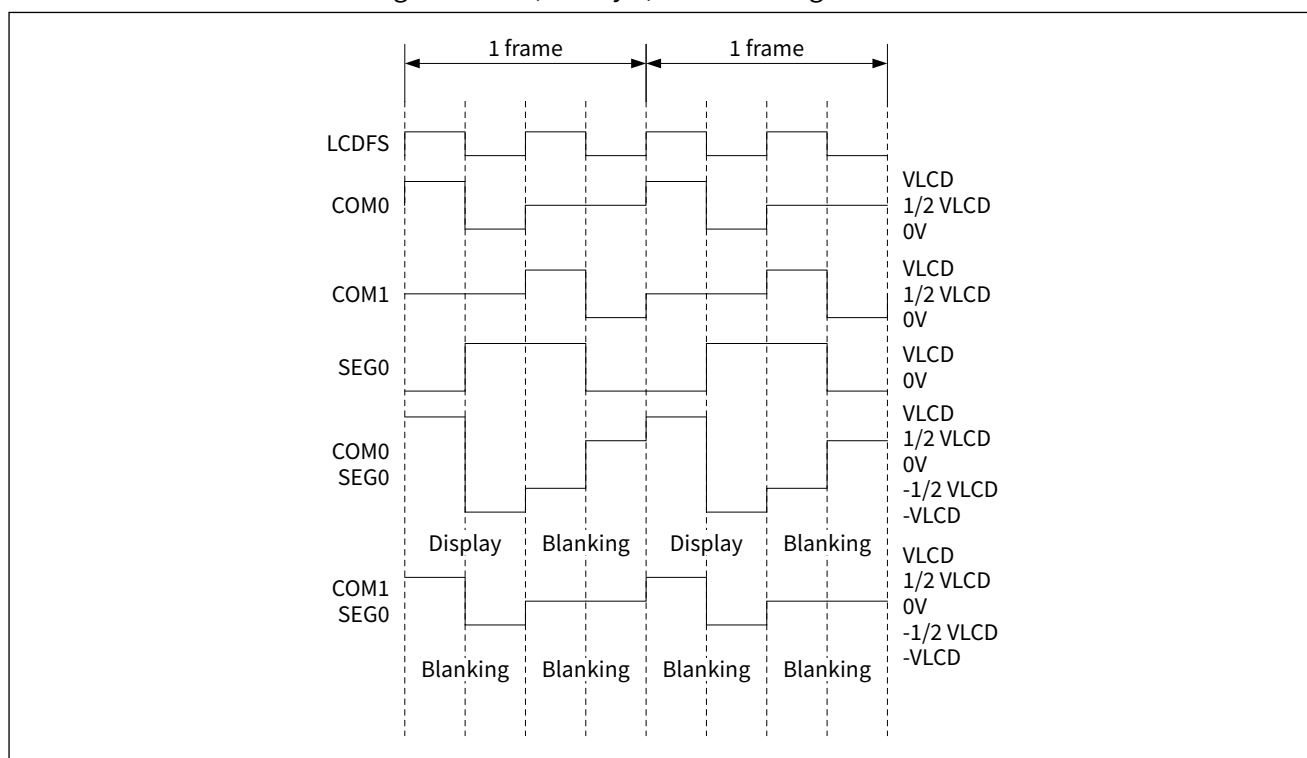 1 frame 1 frame
LCDFS
COM0
VLCD
1/2 VLCD
0V
COM1
VLCD
1/2 VLCD
0V
SEG0
VLCD
0V
COM0
SEG0
VLCD
1/2 VLCD
0V
-1/2 VLCD
-VLCD
Display Blanking Display Blanking
COM1
SEG0
VLCD
1/2 VLCD
0V
-1/2 VLCD
-VLCD
Blanking Blanking Blanking Blanking